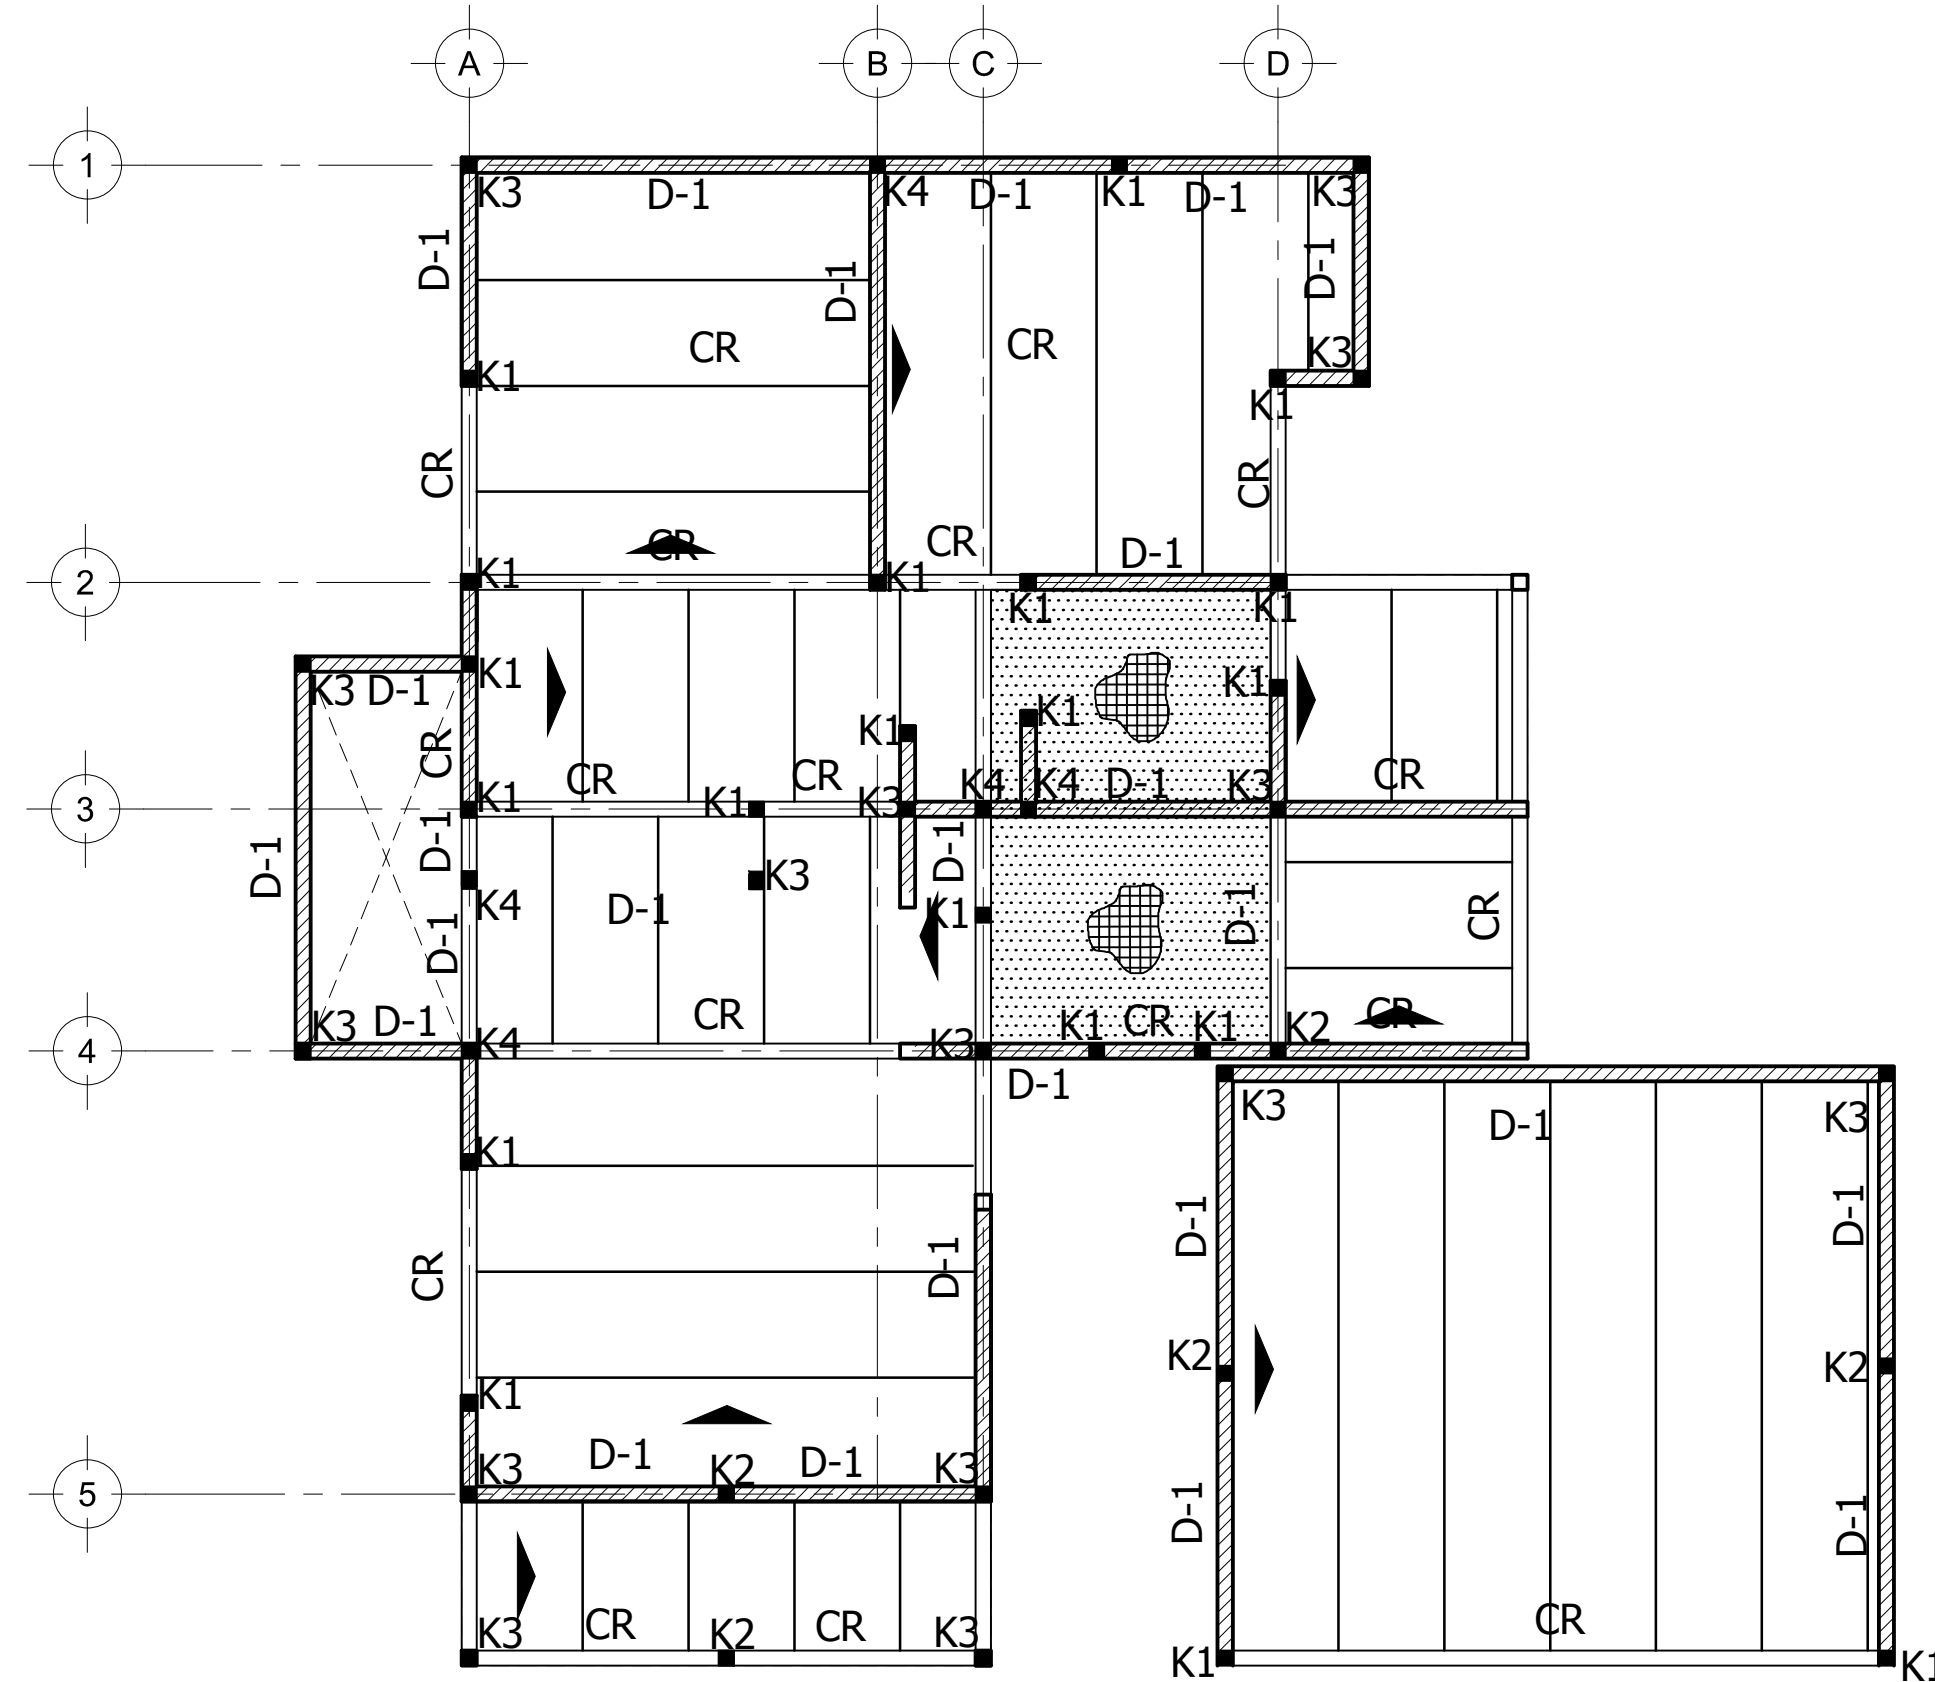 A B C D
1
K3 D-1 K4 D-1 K1 D-1 K3
D-1 D-1 D-1
CR CR K3
K1 K1
CR CR
CR CR D-1
2
K1 K1 K1 K1
K3 D-1 K1 K1
K1 K1
CR CR CR CR
K4 K4 D-1 K3
3
K1 K1 K3
D-1 D-1 D-1
K3
K4 D-1 K1 D-1 CR
D-1
CR K1 CR K1 K2 CR
K3 D-1
4
K4 K3
D-1
K3 D-1 K3
K1
D-1 D-1
CR D-1
K2 K2
K1
D-1 D-1
K3 K2 K3
5
D-1 D-1
CR CR CR
K3 K2 K3
K1 K1